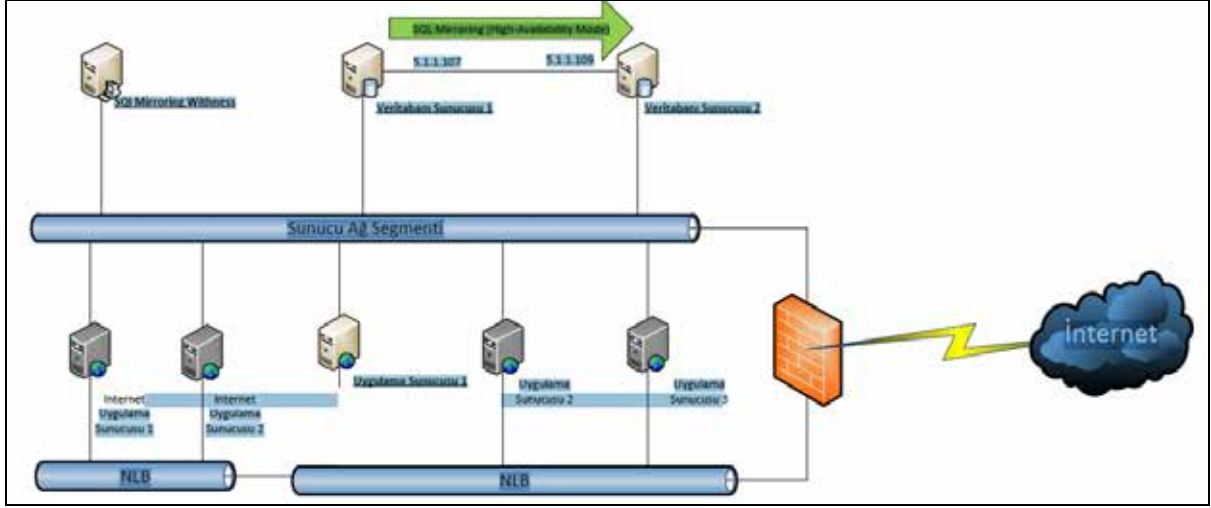 SQL Mirroring (High-Availability Mode)
5.1.1.107
5.1.1.109
SQl Mirroring Withness
Veritabanı Sunucusu 1
Veritabanı Sunucusu 2
Sunucu Ağ Segmenti
İnternet
Uygulama Sunucusu 1
Internet
Uygulama
Sunucusu 1
Internet
Uygulama
Sunucusu 2
Uygulama
Sunucusu 2
Uygulama
Sunucusu 3
NLB
NLB